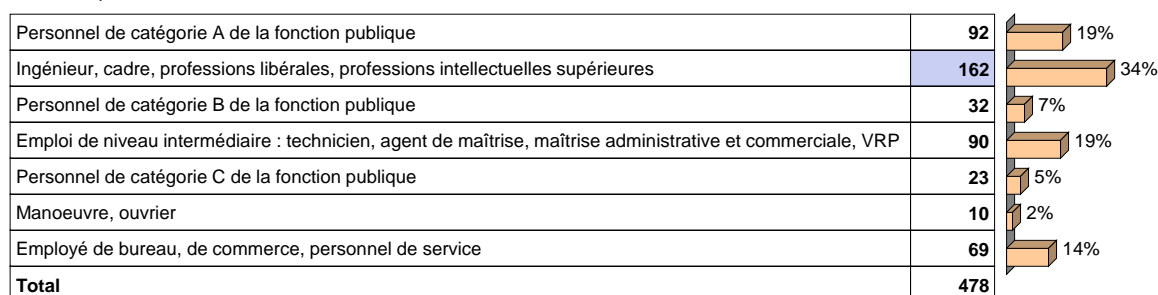 Personnel de catégorie A de la fonction publique 92 19%
Ingénieur, cadre, professions libérales, professions intellectuelles supérieures 162 34%
Personnel de catégorie B de la fonction publique 32 7%
Emploi de niveau intermédiaire : technicien, agent de maîtrise, maîtrise administrative et commerciale, VRP 90 19%
Personnel de catégorie C de la fonction publique 23 5%
Manoeuvre, ouvrier 10 2%
Employé de bureau, de commerce, personnel de service 69 14%
Total 478